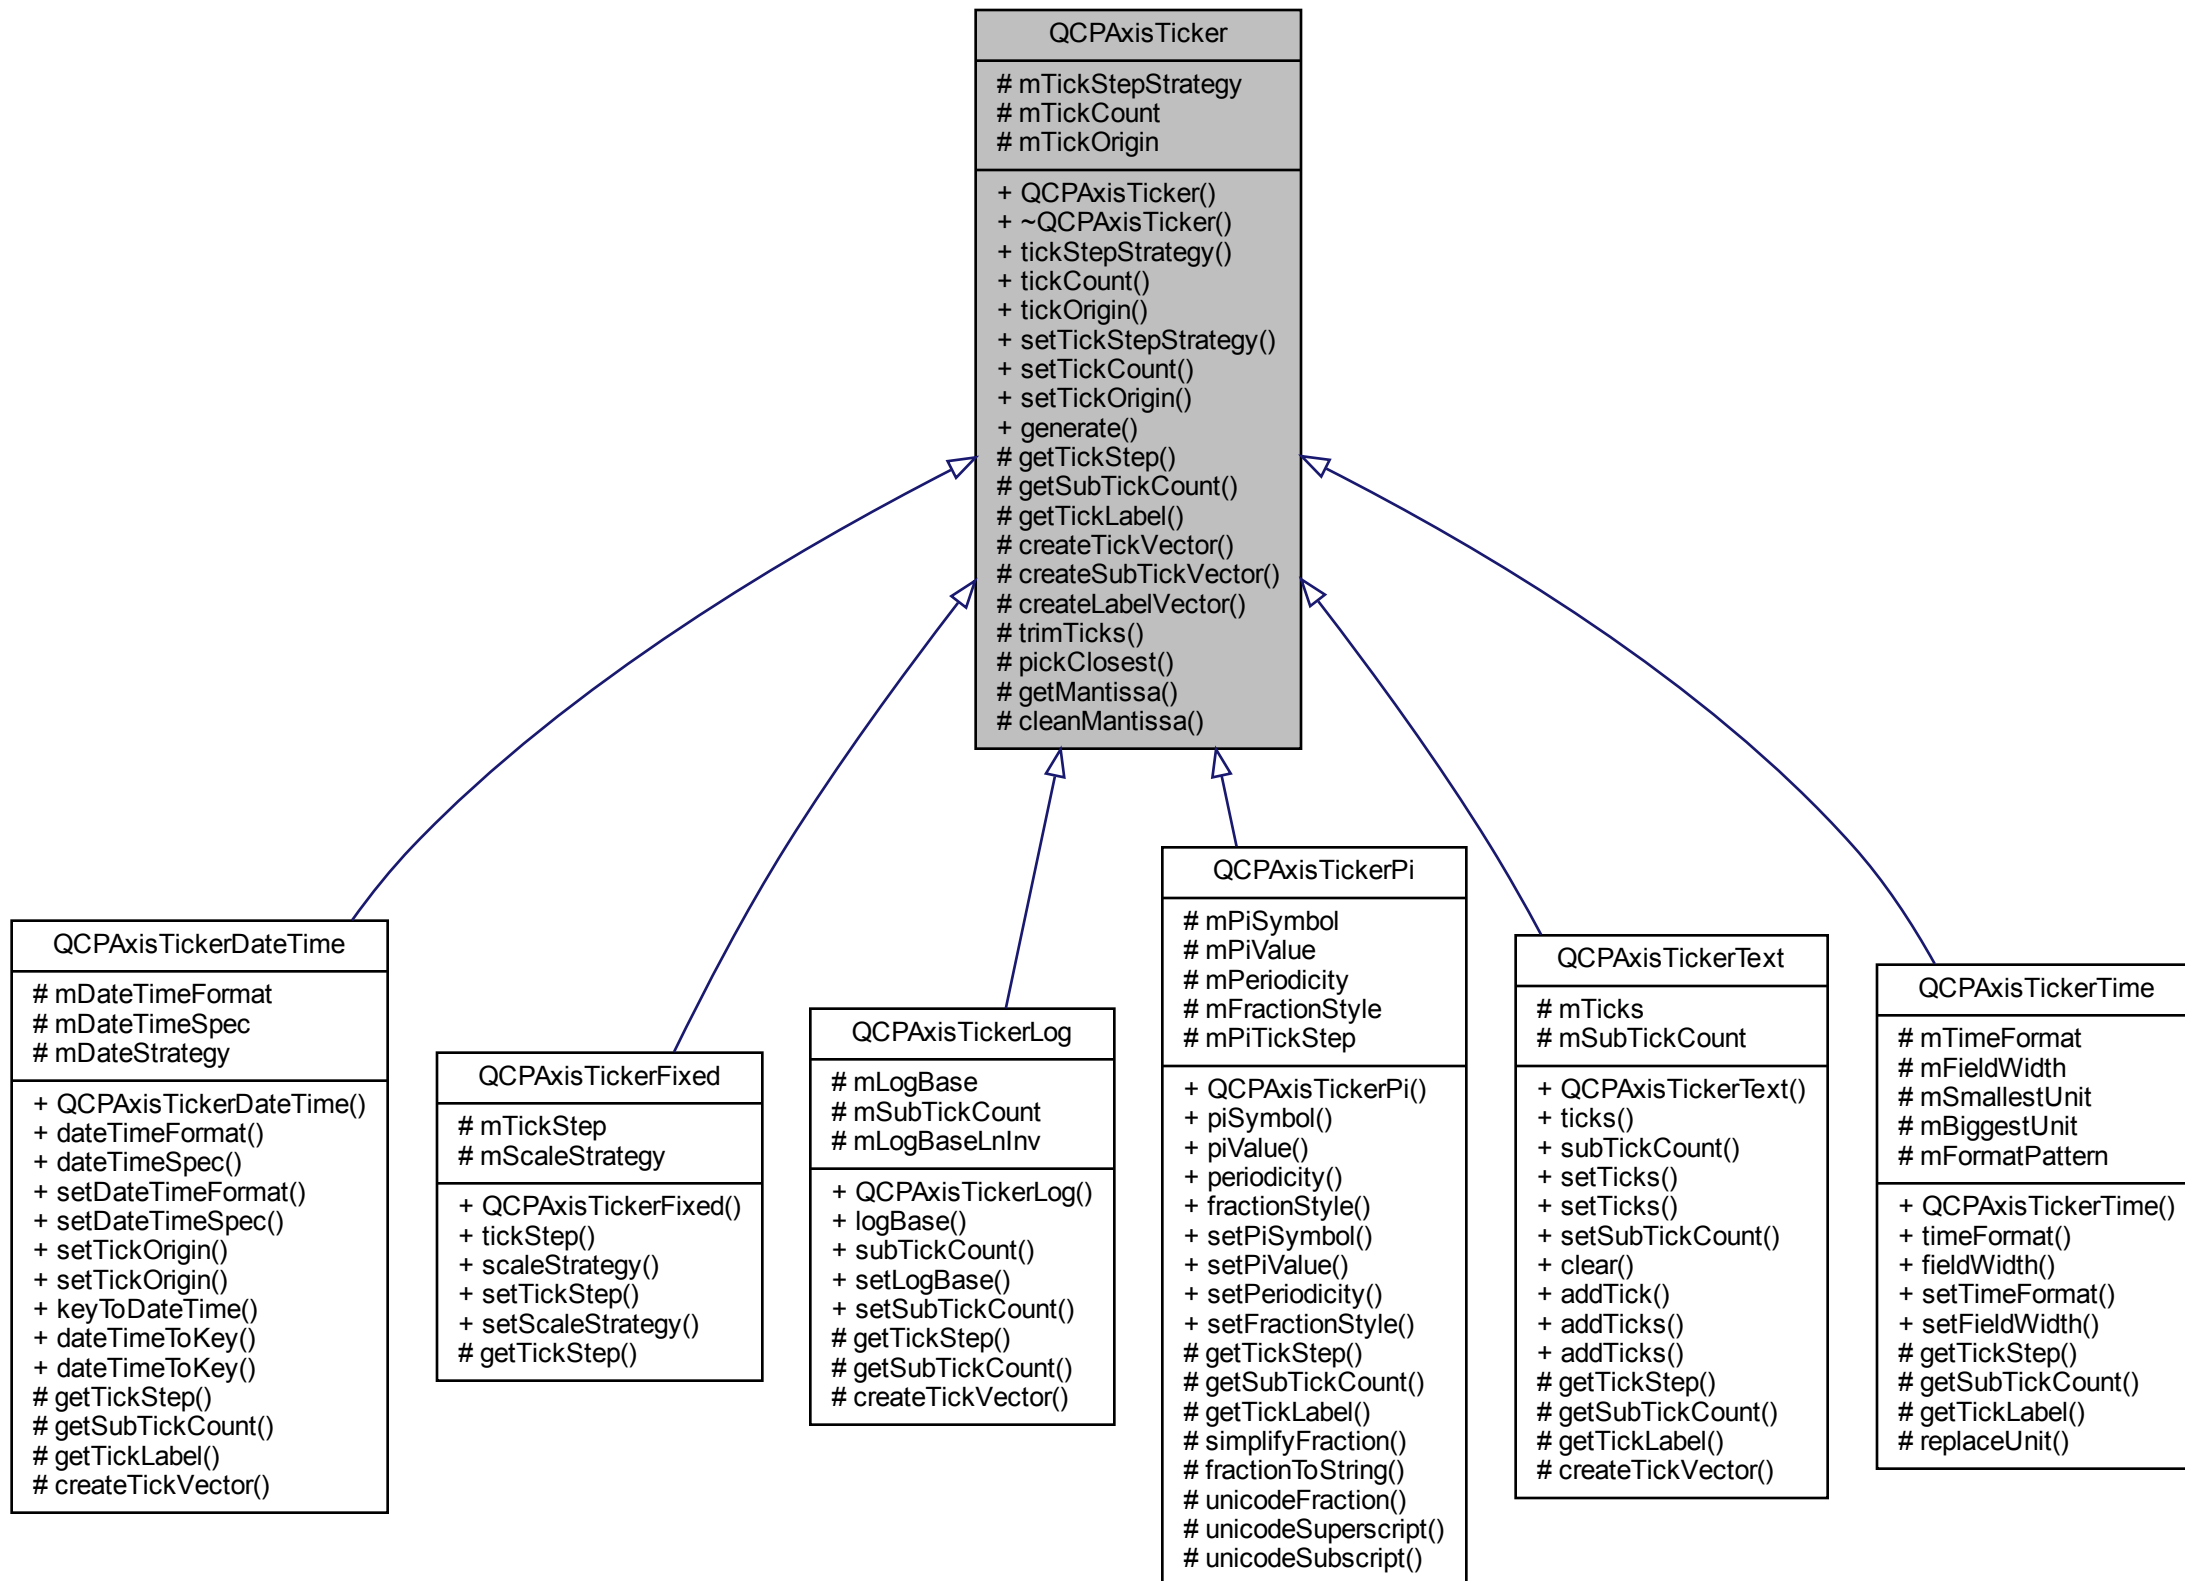 QCPAxisTicker
# mTickStepStrategy
# mTickCount
# mTickOrigin
+ QCPAxisTicker()
+ ~QCPAxisTicker()
+ tickStepStrategy()
+ tickCount()
+ tickOrigin()
+ setTickStepStrategy()
+ setTickCount()
+ setTickOrigin()
+ generate()
# getTickStep()
# getSubTickCount()
# getTickLabel()
# createTickVector()
# createSubTickVector()
# createLabelVector()
# trimTicks()
# pickClosest()
# getMantissa()
# cleanMantissa()
QCPAxisTickerDateTime
# mDateTimeFormat
# mDateTimeSpec
# mDateStrategy
+ QCPAxisTickerDateTime()
+ dateTimeFormat()
+ dateTimeSpec()
+ setDateTimeFormat()
+ setDateTimeSpec()
+ setTickOrigin()
+ setTickOrigin()
+ keyToDateTime()
+ dateTimeToKey()
+ dateTimeToKey()
# getTickStep()
# getSubTickCount()
# getTickLabel()
# createTickVector()
QCPAxisTickerFixed
# mTickStep
# mScaleStrategy
+ QCPAxisTickerFixed()
+ tickStep()
+ scaleStrategy()
+ setTickStep()
+ setScaleStrategy()
# getTickStep()
QCPAxisTickerLog
# mLogBase
# mSubTickCount
# mLogBaseLnInv
+ QCPAxisTickerLog()
+ logBase()
+ subTickCount()
+ setLogBase()
+ setSubTickCount()
# getTickStep()
# getSubTickCount()
# createTickVector()
QCPAxisTickerPi
# mPiSymbol
# mPiValue
# mPeriodicity
# mFractionStyle
# mPiTickStep
+ QCPAxisTickerPi()
+ piSymbol()
+ piValue()
+ periodicity()
+ fractionStyle()
+ setPiSymbol()
+ setPiValue()
+ setPeriodicity()
+ setFractionStyle()
# getTickStep()
# getSubTickCount()
# getTickLabel()
# simplifyFraction()
# fractionToString()
# unicodeFraction()
# unicodeSuperscript()
# unicodeSubscript()
QCPAxisTickerText
# mTicks
# mSubTickCount
+ QCPAxisTickerText()
+ ticks()
+ subTickCount()
+ setTicks()
+ setTicks()
+ setSubTickCount()
+ clear()
+ addTick()
+ addTicks()
+ addTicks()
# getTickStep()
# getSubTickCount()
# getTickLabel()
# createTickVector()
QCPAxisTickerTime
# mTimeFormat
# mFieldWidth
# mSmallestUnit
# mBiggestUnit
# mFormatPattern
+ QCPAxisTickerTime()
+ timeFormat()
+ fieldWidth()
+ setTimeFormat()
+ setFieldWidth()
# getTickStep()
# getSubTickCount()
# getTickLabel()
# replaceUnit()